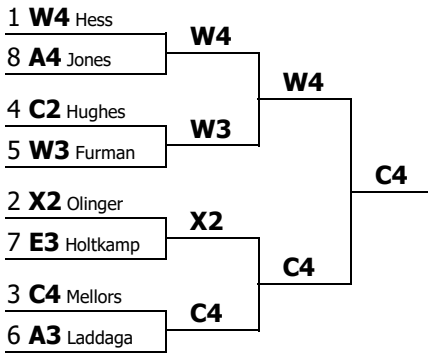 1 W4 Hess
8 A4 Jones
W4
4 C2 Hughes
5 W3 Furman
W3
W4
2 X2 Olinger
7 E3 Holtkamp
X2
3 C4 Mellors
6 A3 Laddaga
C4
C4
C4